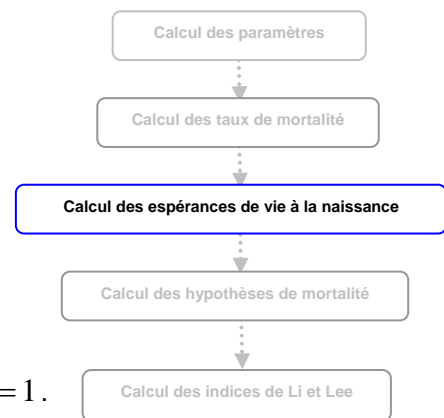 Calcul des paramètres
Calcul des taux de mortalité
Calcul des espérances de vie à la naissance
Calcul des hypothèses de mortalité
=1.
Calcul des indices de Li et Lee